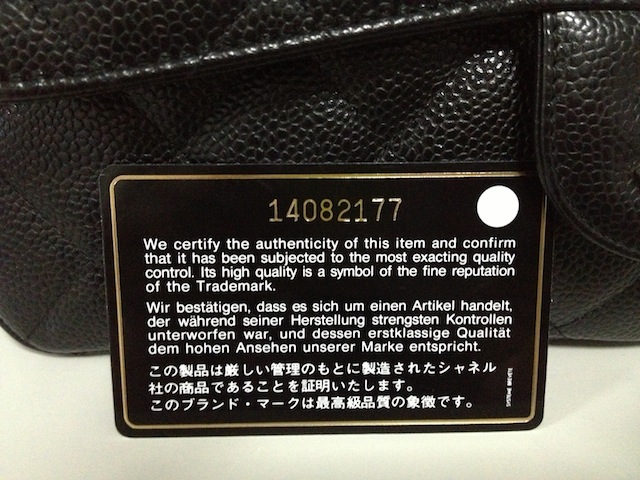 14082177
We certify the authenticity of this item and confirm
that it has been subjected to the most exacting quality
control. Its high quality is a symbol of the fine reputation
of the Trademark.
Wir bestätigen, dass es sich um einen Artikel handelt,
der während seiner Herstellung strengsten Kontrollen
unterworfen war, und dessen erstklassige Qualität
dem hohen Ansehen unserer Marke entspricht.
この製品は厳しい管理のもとに製造されたシャネル
社の商品であることを証明いたします。
このブランド・マークは最高級品質の象徴です。
SYSTEME BREVETE